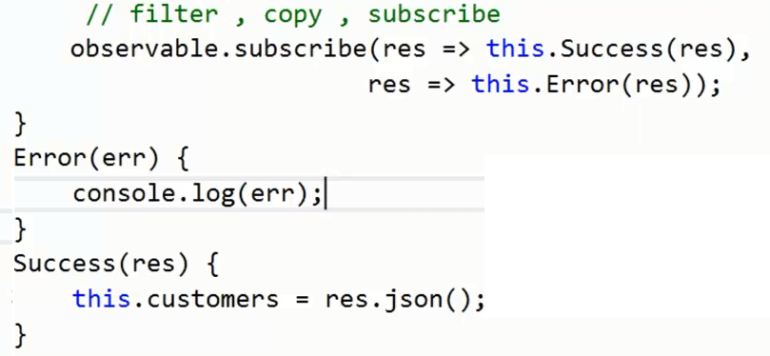 // filter , copy , subscribe
observable.subscribe(res => this.Success(res),
res => this.Error(res));
}
Error(err) {
console.log(err);
}
Success(res) {
this.customers = res.json();
}